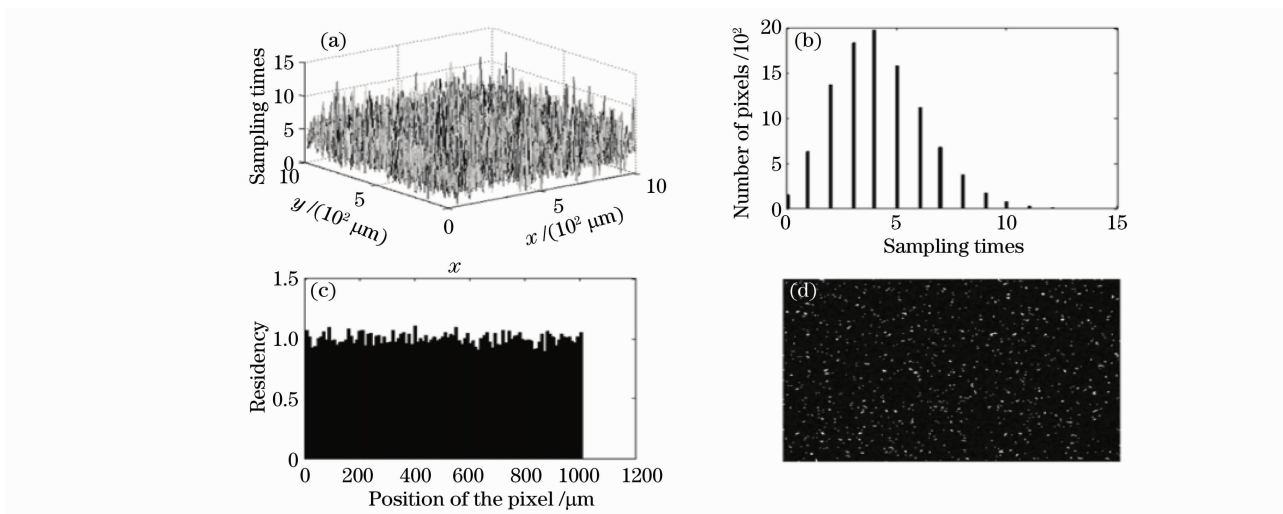 (a)
Sampling times
15
10
5
0
10
5
0
5
10
y /(10² μm)
x /(10² μm)
(b)
Number of pixels /10²
20
15
10
5
0
0
5
10
15
Sampling times
x
(c)
Residency
1.5
1.0
0.5
0
0
200
400
600
800
1000
1200
Position of the pixel /μm
(d)